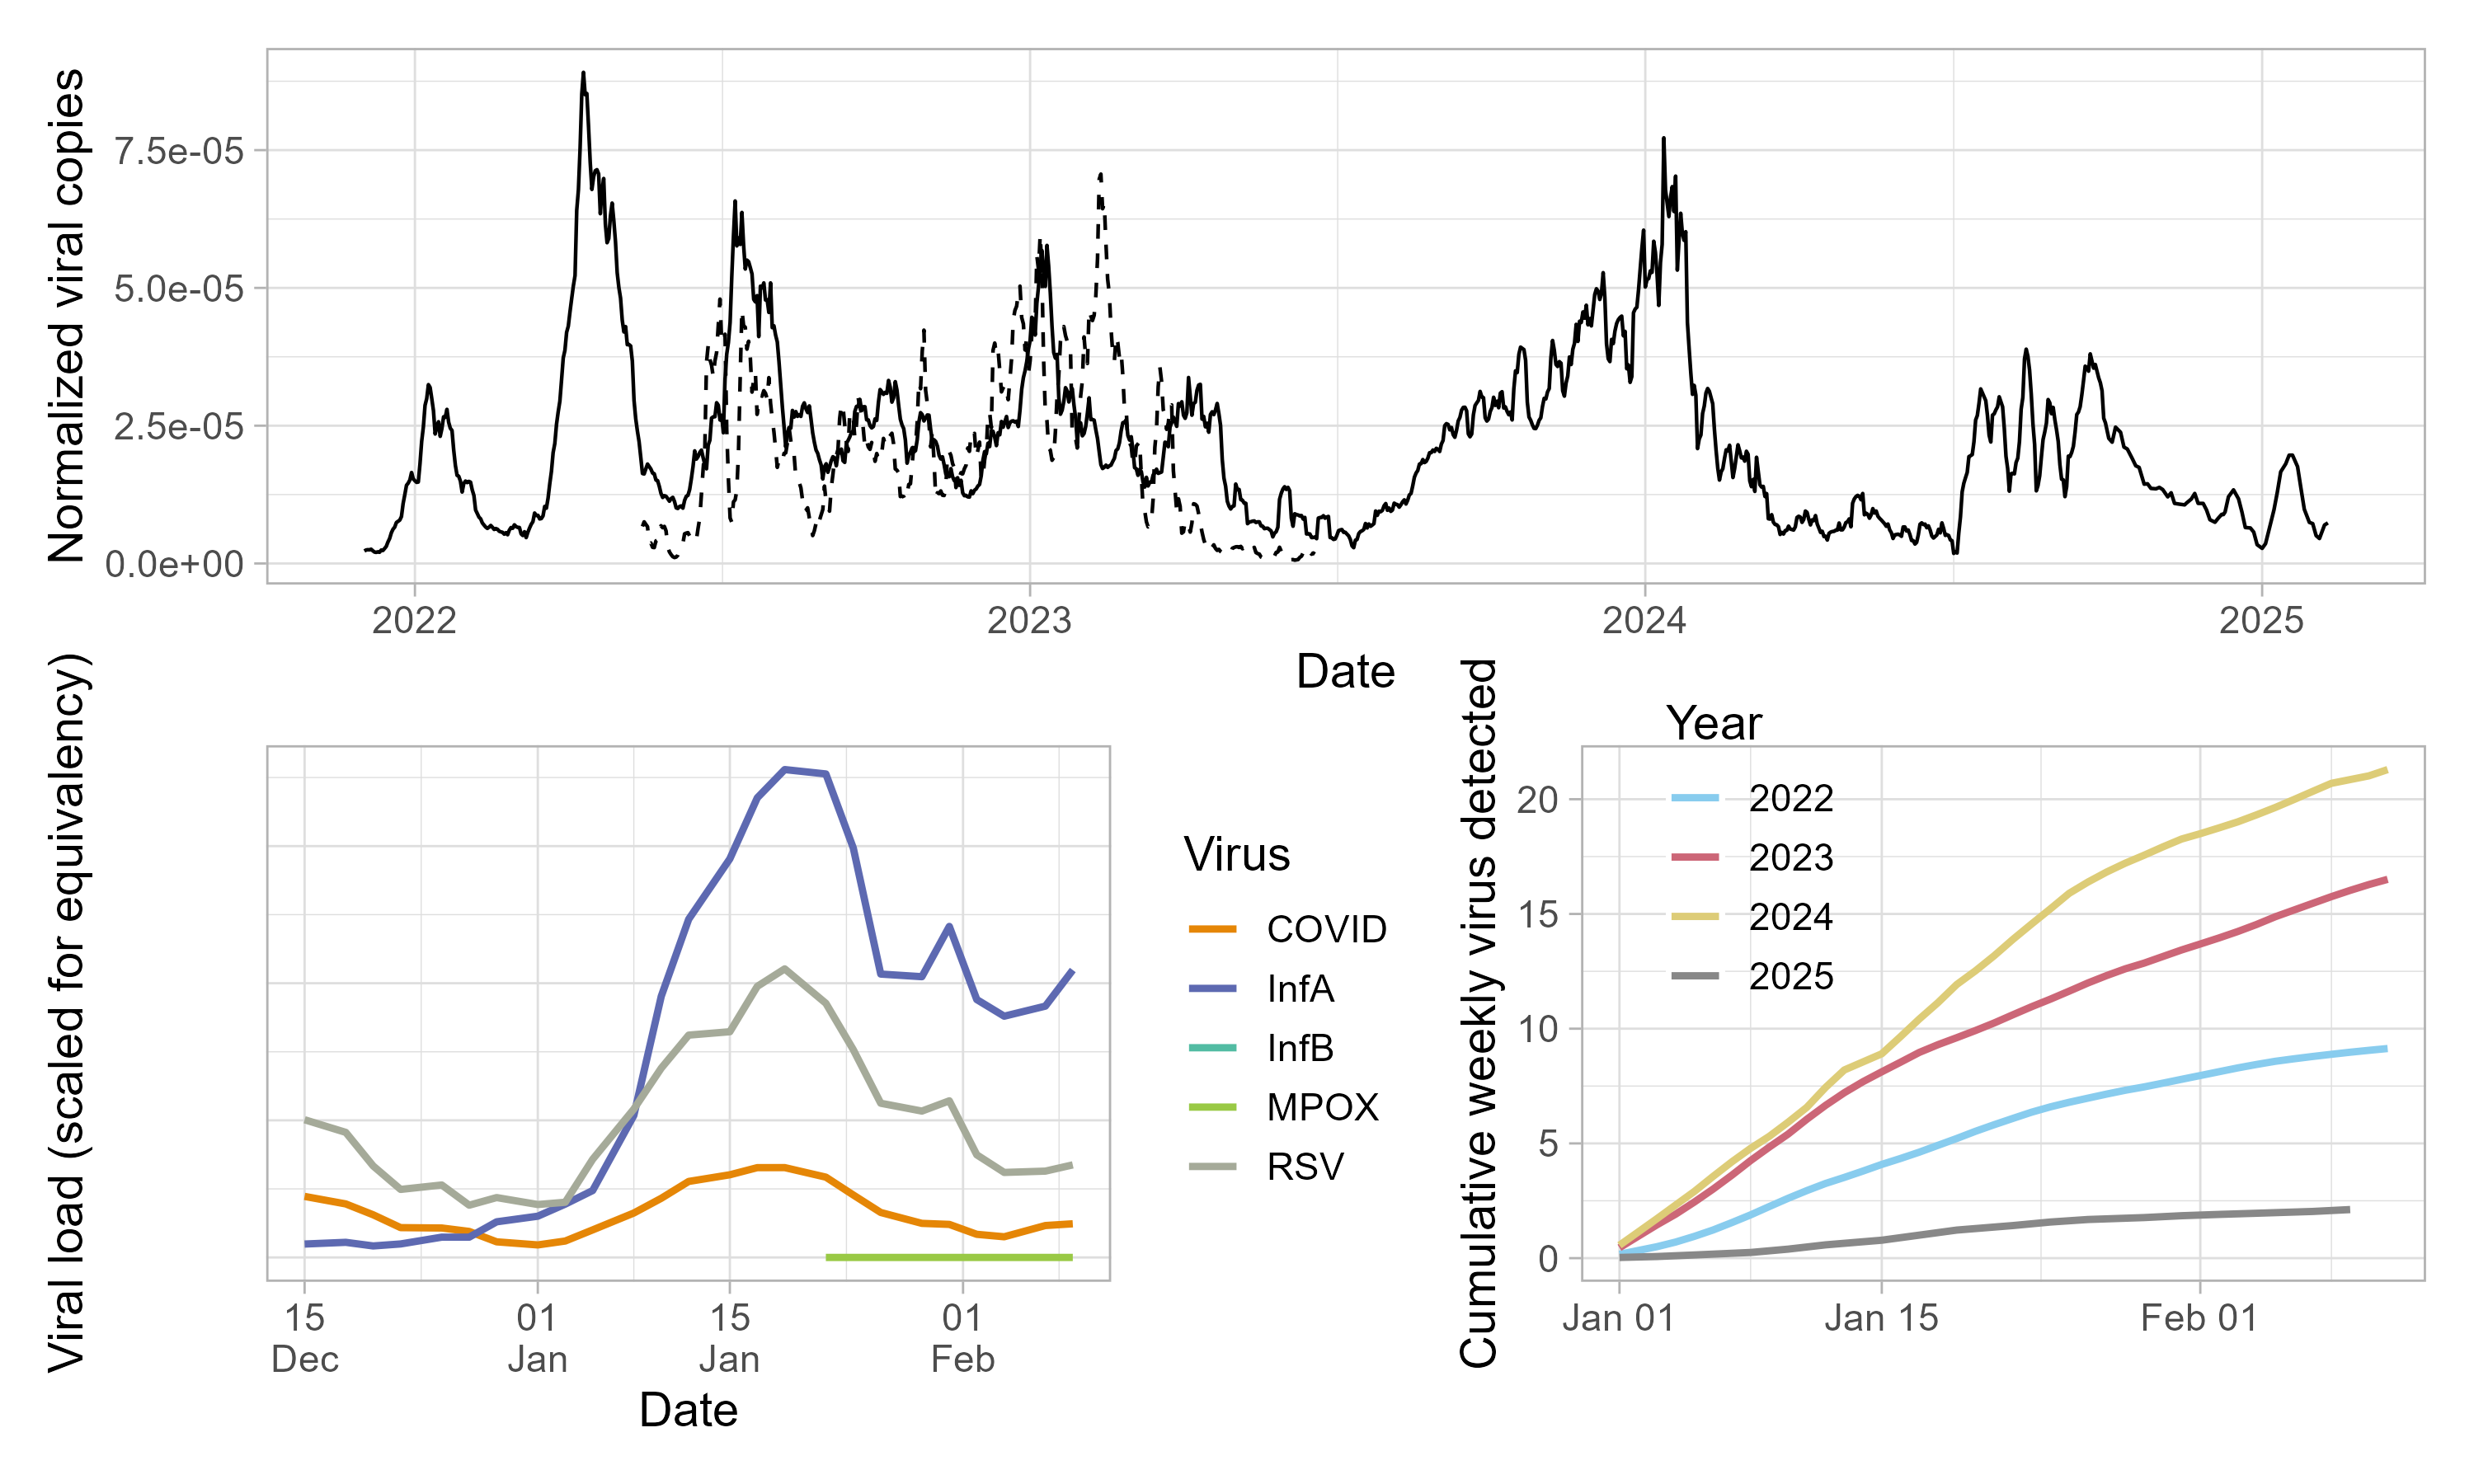 Normalized viral copies
7.5e-05
5.0e-05
2.5e-05
0.0e+00
2022
2023
2024
2025
Date
Viral load (scaled for equivalency)
15
Dec
01
Jan
15
Jan
01
Feb
Date
Virus
COVID
InfA
InfB
MPOX
RSV
Cumulative weekly virus detected
20
15
10
5
0
Year
2022
2023
2024
2025
Jan 01
Jan 15
Feb 01